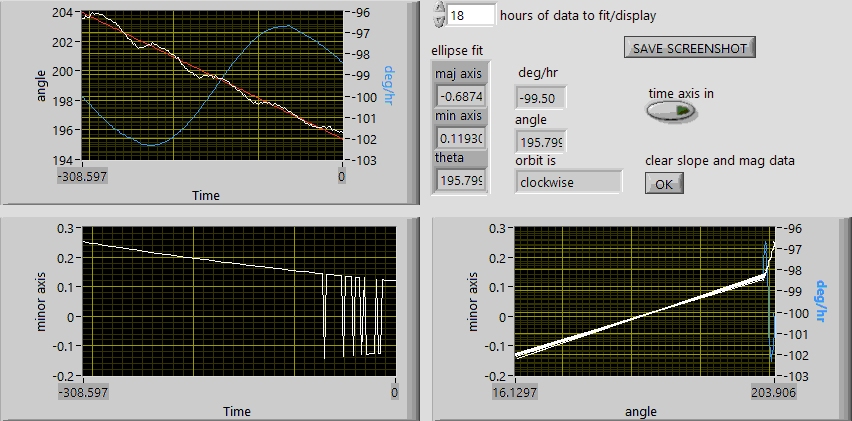 204
202
200
198
196
194
angle
-96
-97
-98
-99
-100
-101
-102
-103
deg/hr
-308.597
0
Time
18 hours of data to fit/display
SAVE SCREENSHOT
ellipse fit
maj axis
-0.6874
min axis
0.1193
theta
195.799
deg/hr
-99.50
angle
195.799
orbit is
clockwise
time axis in
clear slope and mag data
OK
0.3
0.2
0.1
0
-0.1
-0.2
minor axis
-308.597
0
Time
0.3
0.2
0.1
0
-0.1
-0.2
minor axis
-96
-97
-98
-99
-100
-101
-102
-103
deg/hr
16.1297
203.906
angle